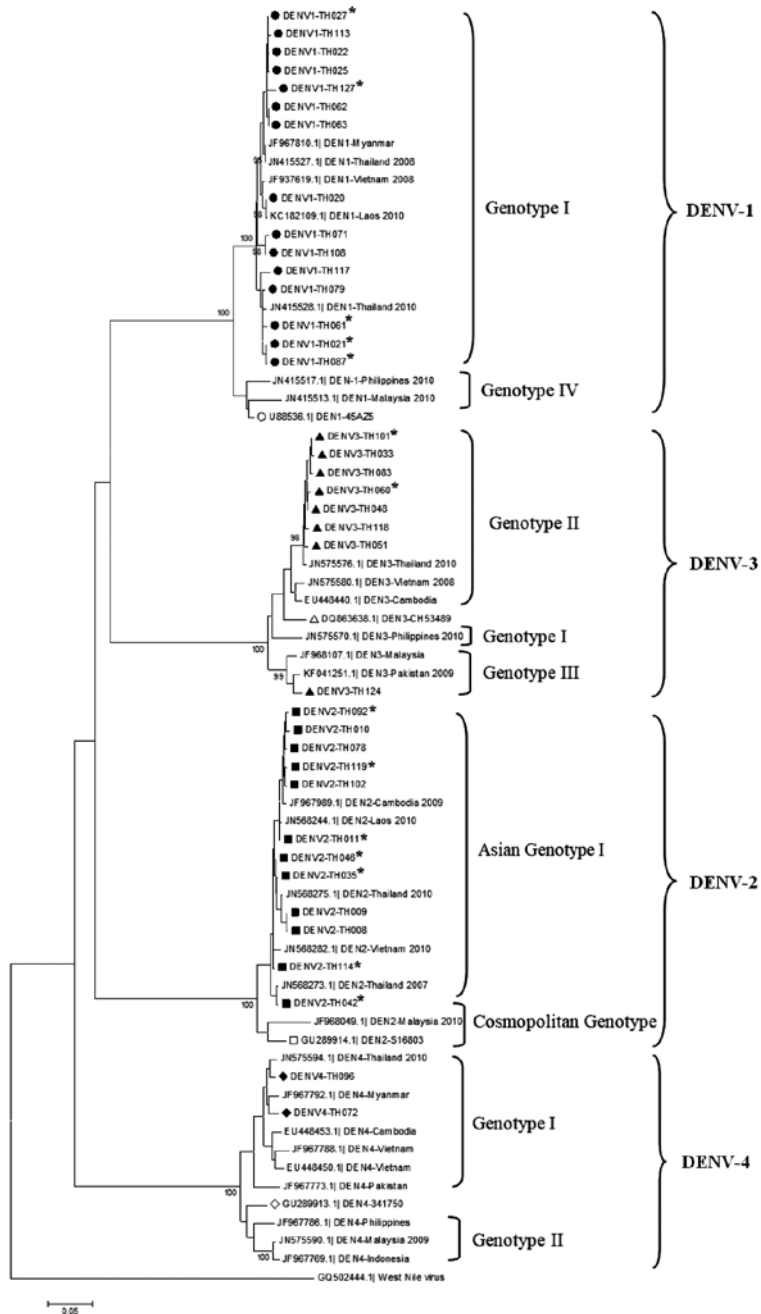 DENV1-TH027*
DENV1-TH113
DENV1-TH022
DENV1-TH025
DENV1-TH127*
DENV1-TH062
DENV1-TH063
JF967810.1| DEN1-Myanmar
95
JN415527.1| DEN1-Thailand 2008
JF937619.1| DEN1-Vietnam 2008
DENV1-TH020
Genotype I
DENV-1
98
KC182109.1| DEN1-Laos 2010
DENV1-TH071
100
98
DENV1-TH108
DENV1-TH117
DENV1-TH079
JN415528.1| DEN1-Thailand 2010
100
DENV1-TH061*
DENV1-TH021*
DENV1-TH087*
JN415517.1| DEN-1-Philippines 2010
Genotype IV
JN415513.1| DEN1-Malaysia 2010
U88536.1| DEN1-45AZ5
DENV3-TH101*
DENV3-TH033
DENV3-TH083
DENV3-TH060*
Genotype II
DENV3-TH048
DENV3-TH118
98
DENV3-TH051
JN575576.1| DEN3-Thailand 2010
DENV-3
JN575580.1| DEN3-Vietnam 2008
EU448440.1| DEN3-Cambodia
DQ863638.1| DEN3-CH53489
JN575570.1| DEN3-Philippines 2010
Genotype I
100
JF968107.1| DEN3-Malaysia
99
KF041251.1| DEN3-Pakistan 2009
Genotype III
DENV3-TH124
DENV2-TH092*
DENV2-TH010
DENV2-TH078
DENV2-TH119*
DENV2-TH102
JF967989.1| DEN2-Cambodia 2009
JN568244.1| DEN2-Laos 2010
DENV2-TH011*
Asian Genotype I
DENV2-TH046*
DENV2-TH035*
DENV-2
JN568275.1| DEN2-Thailand 2010
DENV2-TH009
DENV2-TH008
JN568282.1| DEN2-Vietnam 2010
DENV2-TH114*
JN568273.1| DEN2-Thailand 2007
100
DENV2-TH042*
JF968049.1| DEN2-Malaysia 2010
Cosmopolitan Genotype
GU289914.1| DEN2-S16803
JN575594.1| DEN4-Thailand 2010
DENV4-TH096
JF967792.1| DEN4-Myanmar
DENV4-TH072
Genotype I
EU448453.1| DEN4-Cambodia
JF967788.1| DEN4-Vietnam
EU448450.1| DEN4-Vietnam
DENV-4
JF967773.1| DEN4-Pakistan
100
GU289913.1| DEN4-341750
JF967786.1| DEN4-Philippines
JN575590.1| DEN4-Malaysia 2009
Genotype II
100
JF967769.1| DEN4-Indonesia
GQ502444.1| West Nile virus
0.05